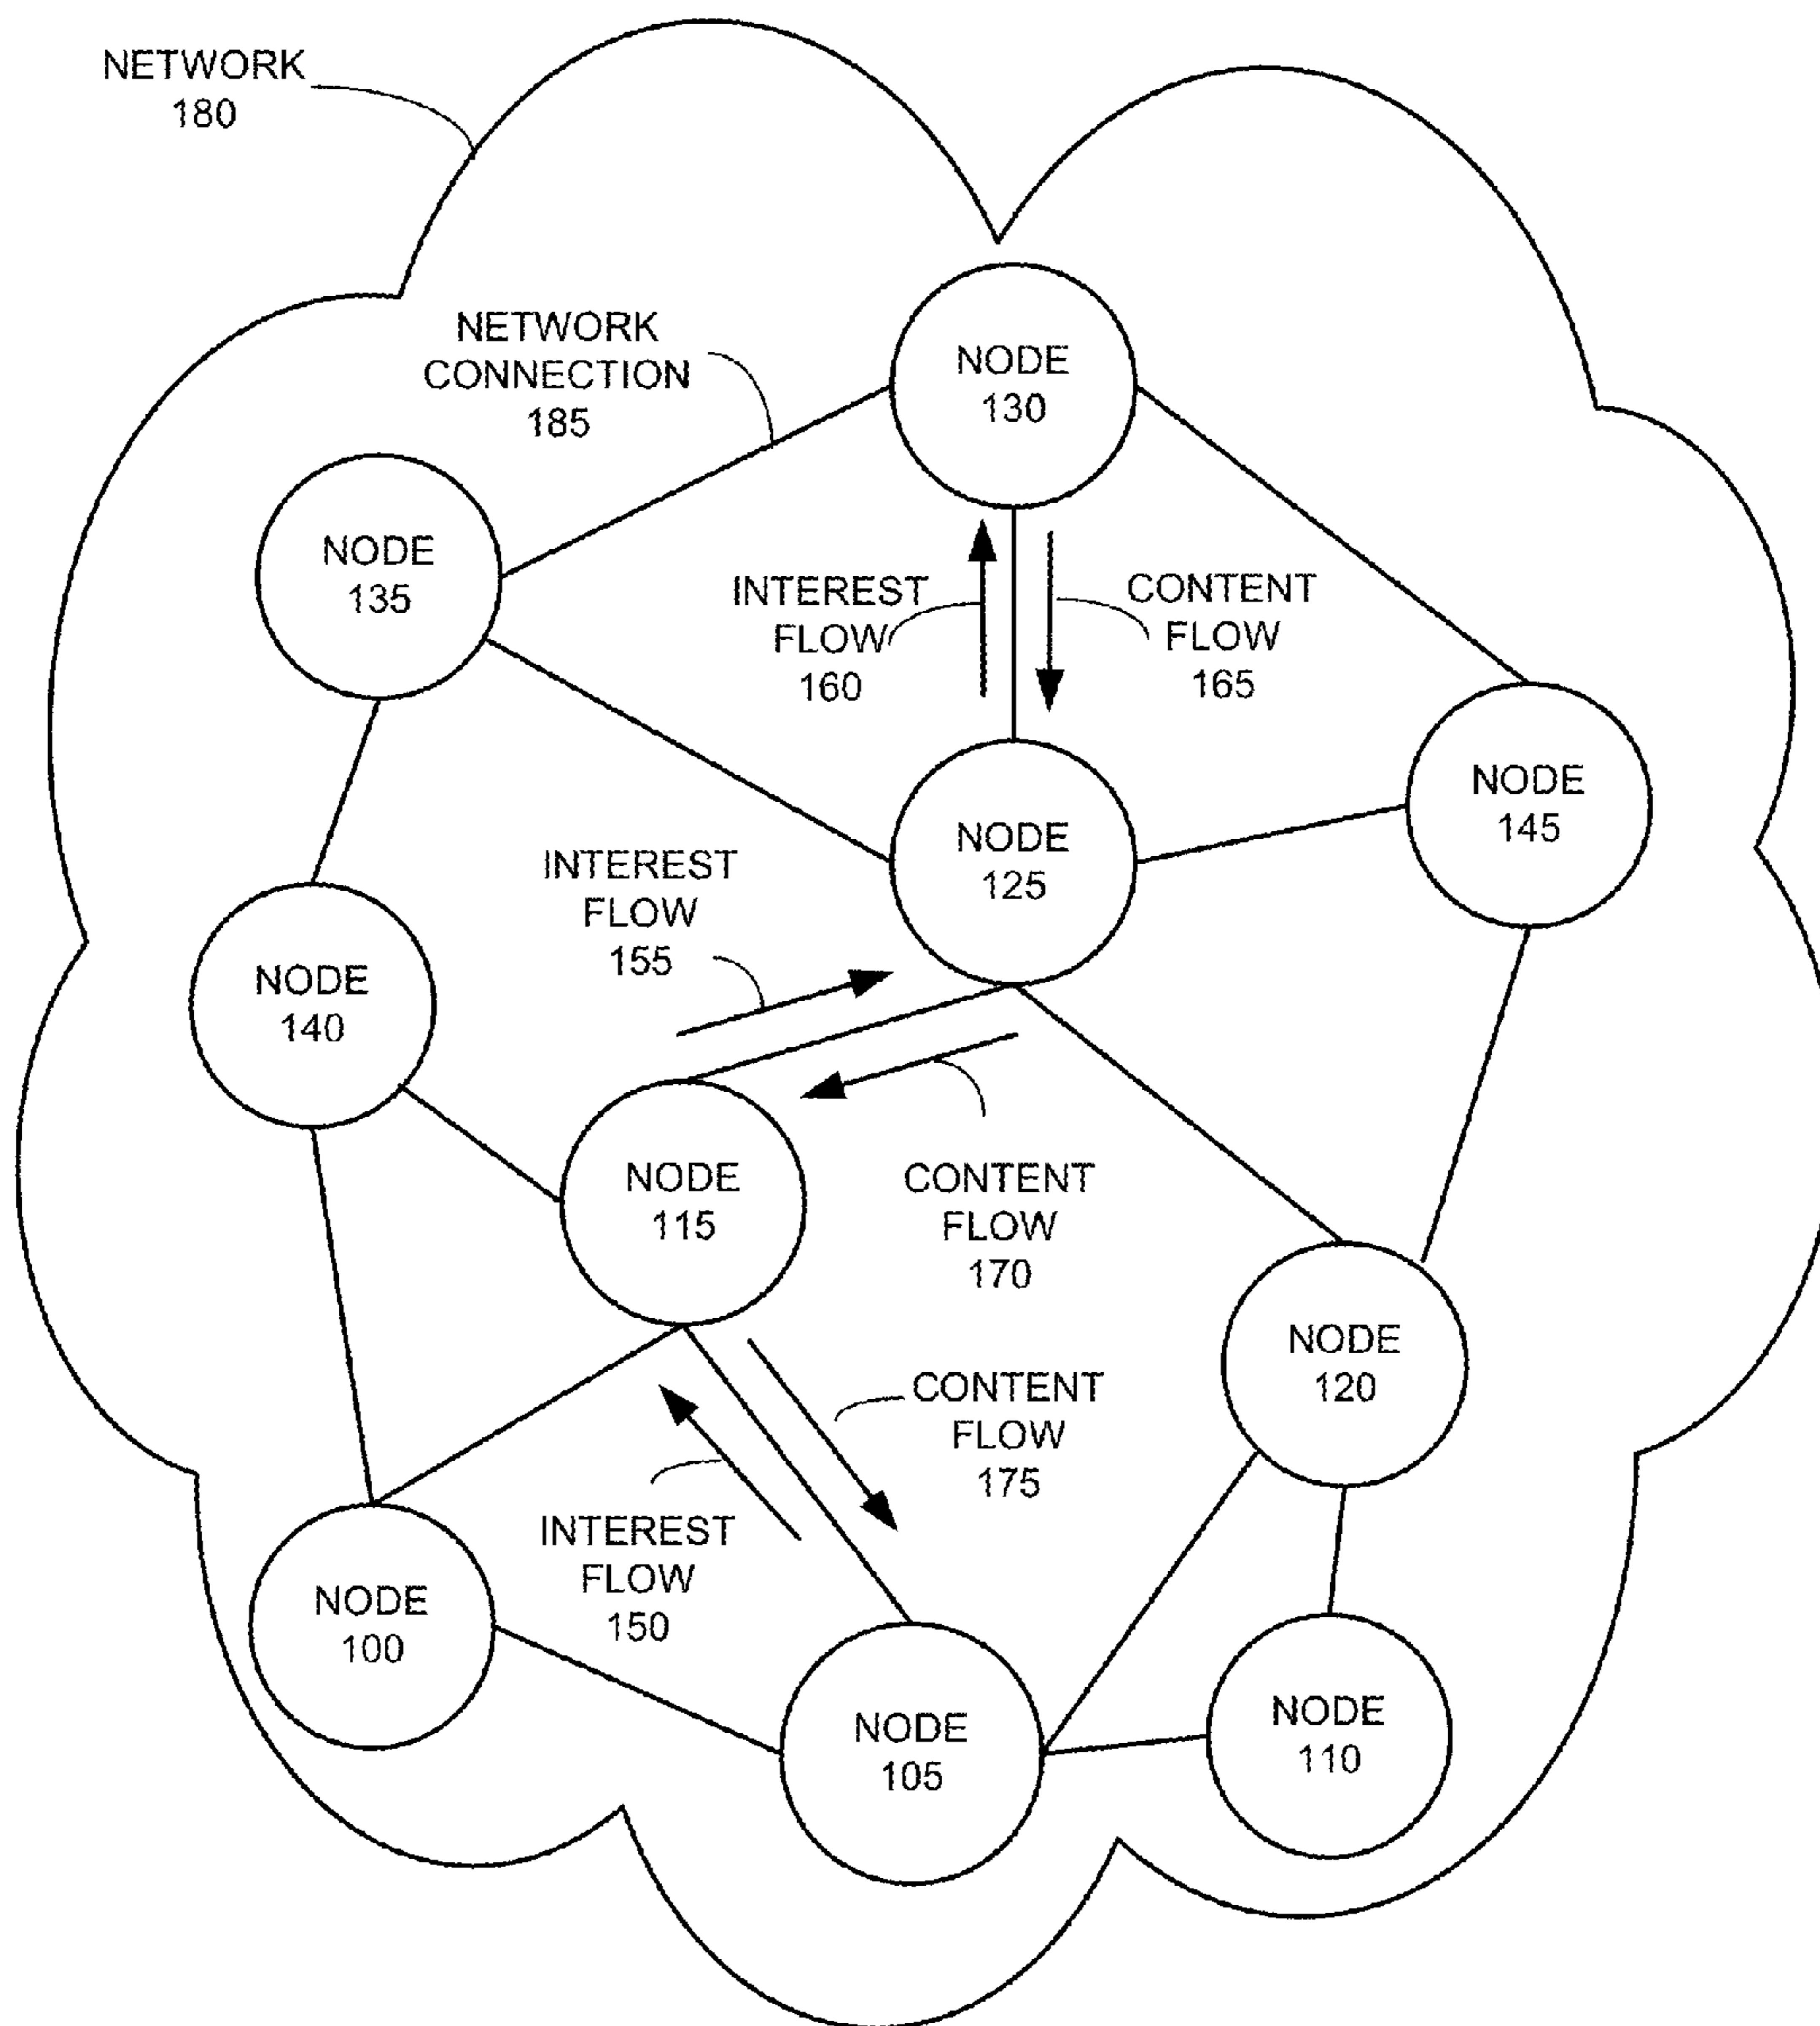 NETWORK
180
NETWORK
CONNECTION
185
NODE
130
NODE
135
INTEREST
FLOW
160
CONTENT
FLOW
165
NODE
145
NODE
125
INTEREST
FLOW
155
NODE
140
NODE
115
CONTENT
FLOW
170
NODE
120
CONTENT
FLOW
175
INTEREST
FLOW
150
NODE
100
NODE
105
NODE
110